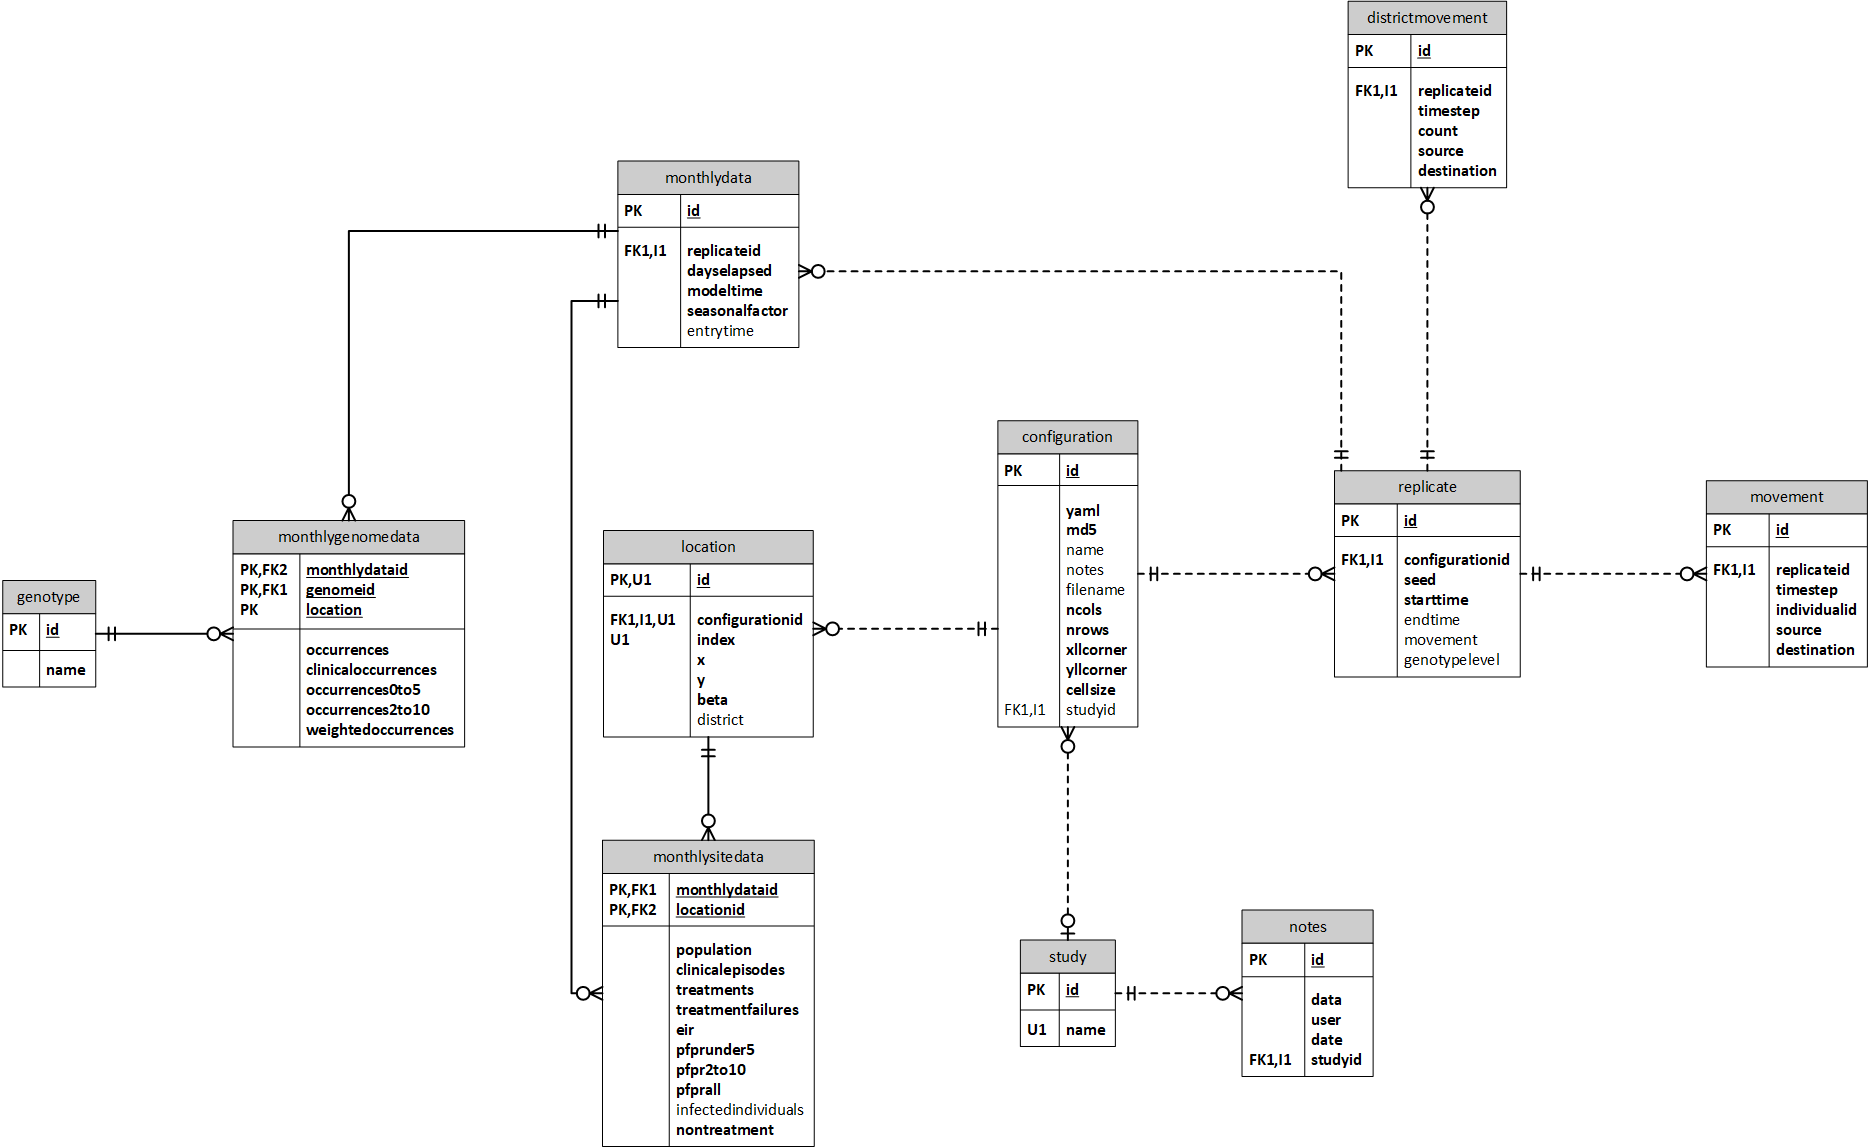 districtmovement
PK id
FK1,I1 replicateid
timestep
count
source
destination
monthlydata
PK id
FK1,I1 replicateid
dayselapsed
modeltime
seasonalfactor
entrytime
configuration
PK id
yaml
md5
name
notes
filename
ncols
nrows
xllcorner
yllcorner
cellsize
FK1,I1 studyid
replicate
PK id
FK1,I1 configurationid
seed
starttime
endtime
movement
genotypelevel
movement
PK id
FK1,I1 replicateid
timestep
individualid
source
destination
monthlygenomedata
PK,FK2 monthlydataid
PK,FK1 genomeid
PK location
occurrences
clinicaloccurrences
occurrences0to5
occurrences2to10
weightedoccurrences
location
PK,U1 id
FK1,I1,U1 configurationid
U1 index
x
y
beta
district
genotype
PK id
name
monthlysitedata
PK,FK1 monthlydataid
PK,FK2 locationid
population
clinicalepisodes
treatments
treatmentfailures
eir
pfprunder5
pfpr2to10
pfprall
infectedindividuals
nontreatment
study
PK id
U1 name
notes
PK id
data
user
date
FK1,I1 studyid